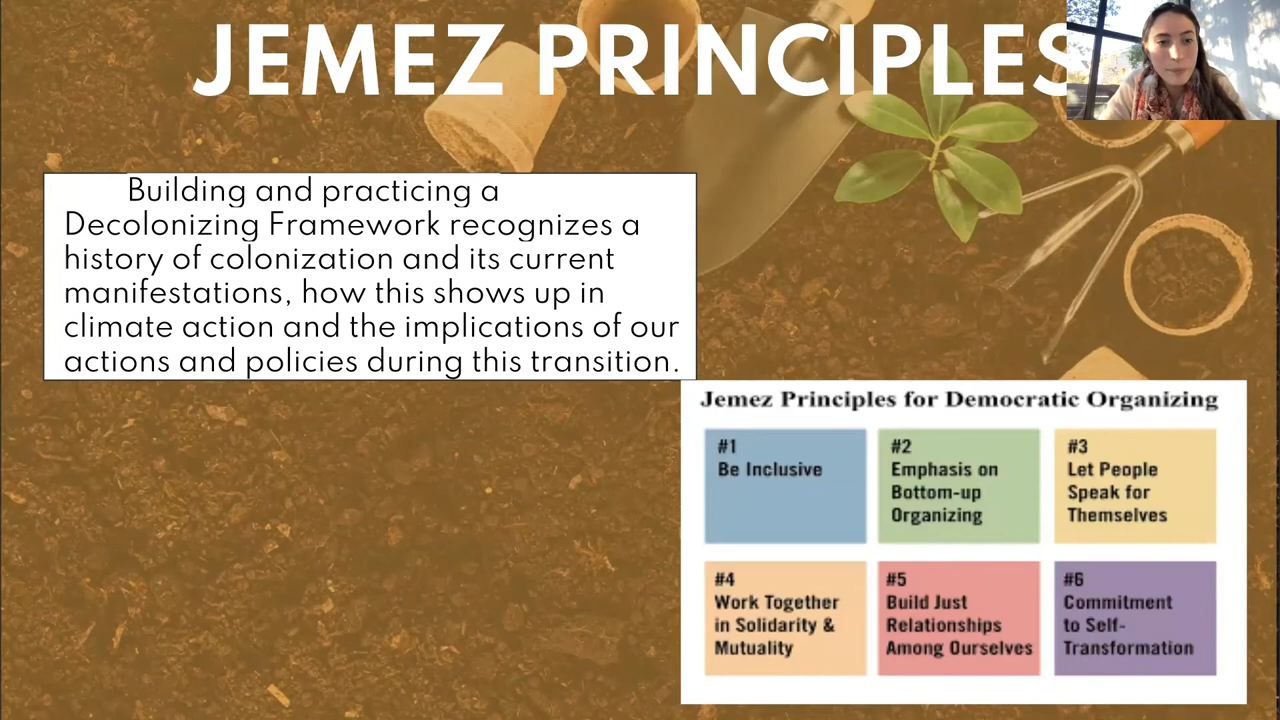 JEMEZ PRINCIPLES
Building and practicing a
Decolonizing Framework recognizes a
history of colonization and its current
manifestations, how this shows up in
climate action and the implications of our
actions and policies during this transition.
Jemez Principles for Democratic Organizing
#1
Be Inclusive
#2
Emphasis on
Bottom-up
Organizing
#3
Let People
Speak for
Themselves
#4
Work Together
in Solidarity &
Mutuality
#5
Build Just
Relationships
Among Ourselves
#6
Commitment
to Self-
Transformation